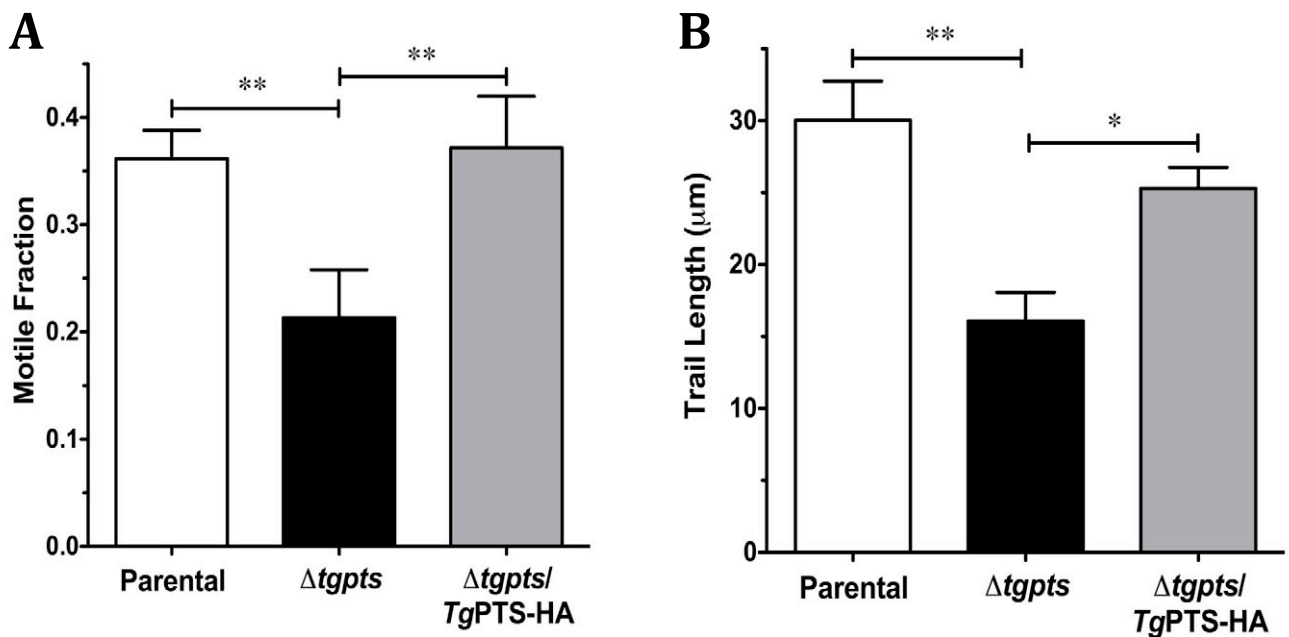 A
**
**
Motile Fraction
0.4
0.3
0.2
0.1
0.0
Parental
Δtgpts
Δtgpts/
TgPTS-HA
B
**
*
Trail Length (μm)
30
20
10
0
Parental
Δtgpts
Δtgpts/
TgPTS-HA